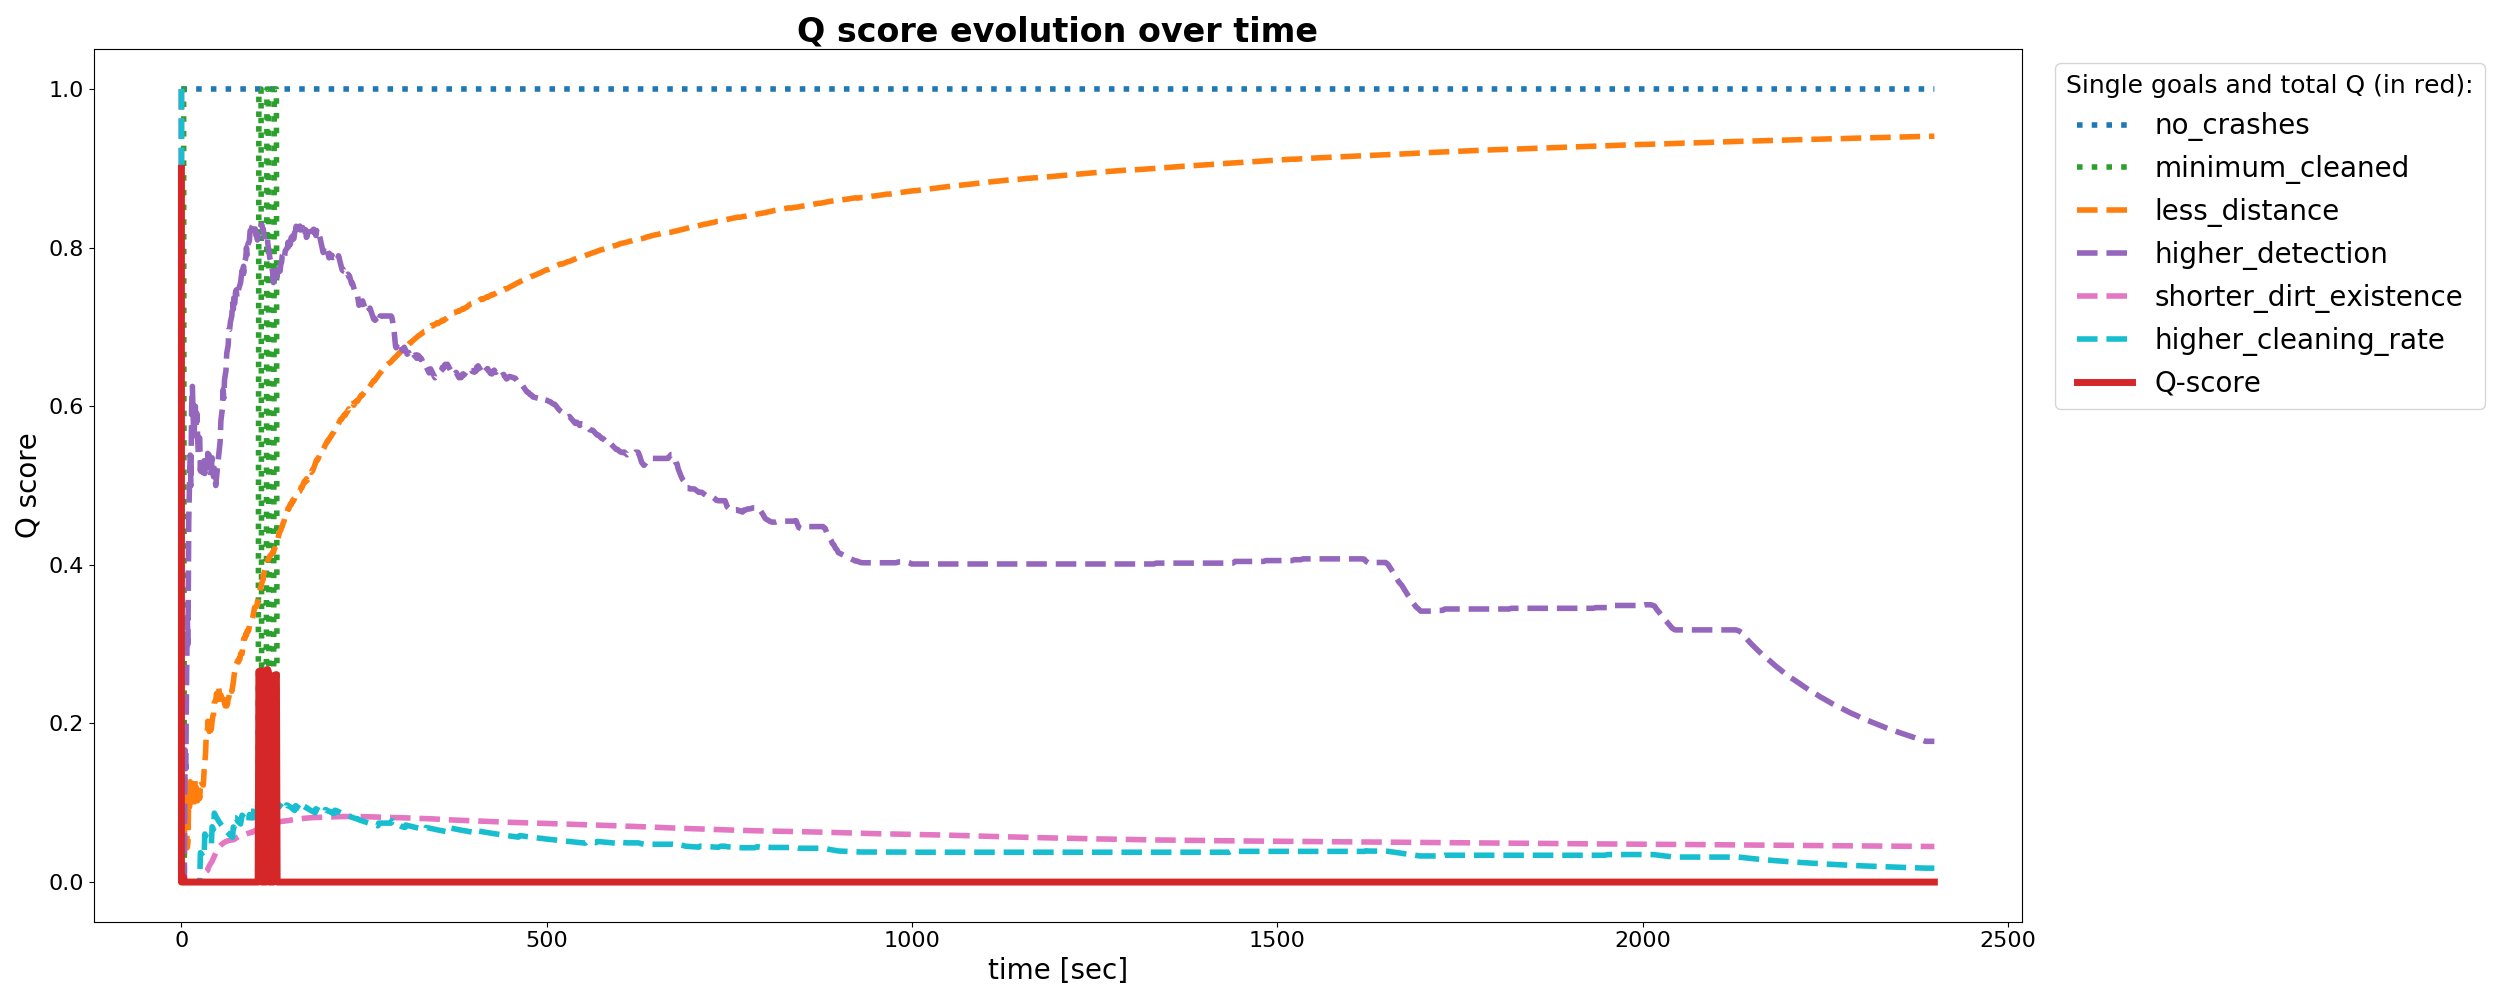 Q score evolution over time
1.0
0.8
0.6
0.4
0.2
0.0
Q score
0
500
1000
1500
2000
2500
time [sec]
Single goals and total Q (in red):
no_crashes
minimum_cleaned
less_distance
higher_detection
shorter_dirt_existence
higher_cleaning_rate
Q-score